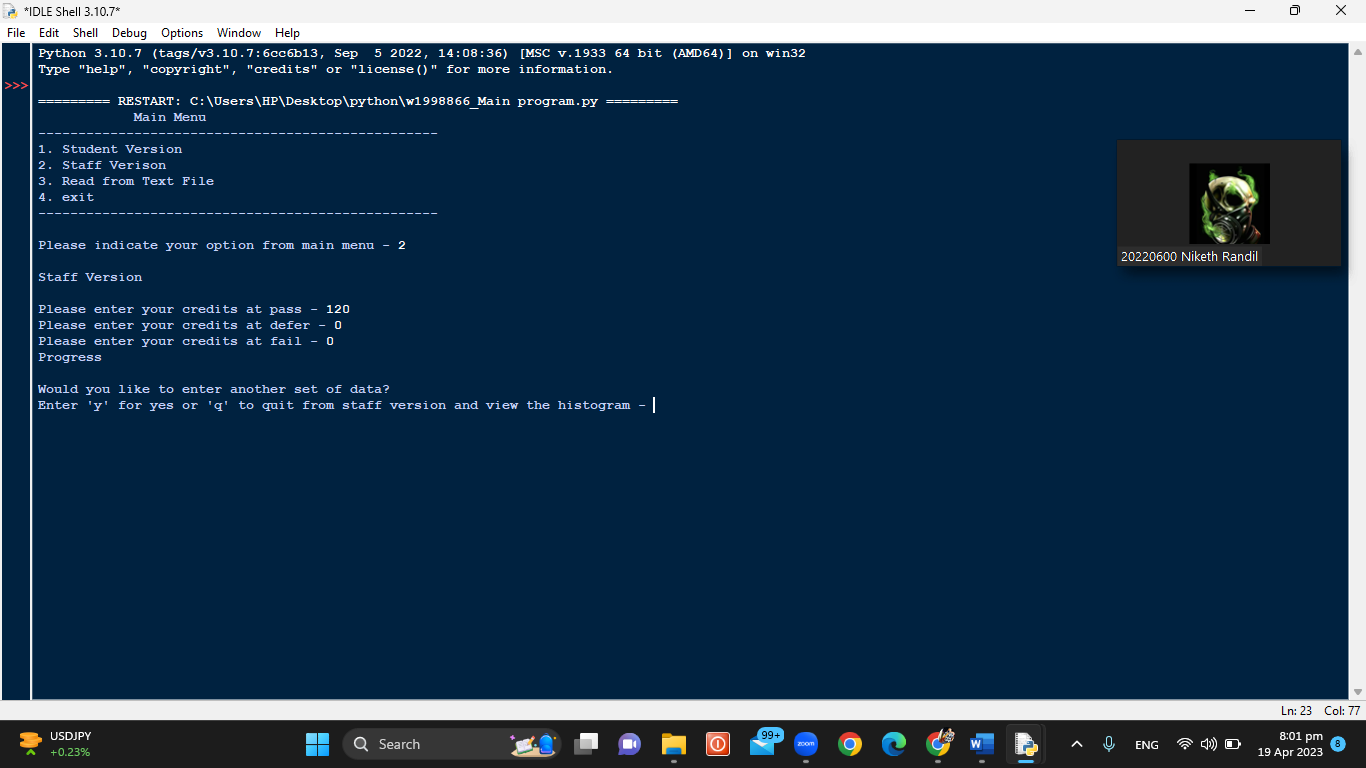 *IDLE Shell 3.10.7*
File Edit Shell Debug Options Window Help
Python 3.10.7 (tags/v3.10.7:6cc6b13, Sep  5 2022, 14:08:36) [MSC v.1933 64 bit (AMD64)] on win32
Type "help", "copyright", "credits" or "license()" for more information.
>>>
========= RESTART: C:\Users\HP\Desktop\python\w1998866_Main program.py =========
Main Menu
--------------------------------------------------
1. Student Version
2. Staff Verison
3. Read from Text File
4. exit
--------------------------------------------------
Please indicate your option from main menu - 2
Staff Version
Please enter your credits at pass - 120
Please enter your credits at defer - 0
Please enter your credits at fail - 0
Progress
Would you like to enter another set of data?
Enter 'y' for yes or 'q' to quit from staff version and view the histogram -
20220600 Niketh Randil
Ln: 23 Col: 77
USDJPY
+0.23%
Search
99+
zoom
ENG
8:01 pm
19 Apr 2023
8